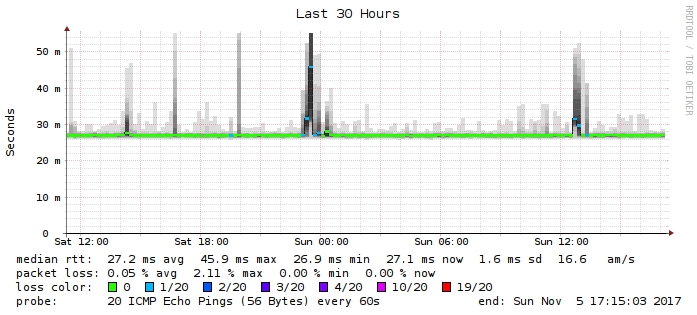 Last 30 Hours
RRDTOOL / TOBI OETIKER
Seconds
50 m
40 m
30 m
20 m
10 m
0
Sat 12:00 Sat 18:00 Sun 00:00 Sun 06:00 Sun 12:00
median rtt: 27.2 ms avg 45.9 ms max 26.9 ms min 27.1 ms now 1.6 ms sd 16.6 am/s
packet loss: 0.05 % avg 2.11 % max 0.00 % min 0.00 % now
loss color: 0 1/20 2/20 3/20 4/20 10/20 19/20
probe: 20 ICMP Echo Pings (56 Bytes) every 60s end: Sun Nov 5 17:15:03 2017